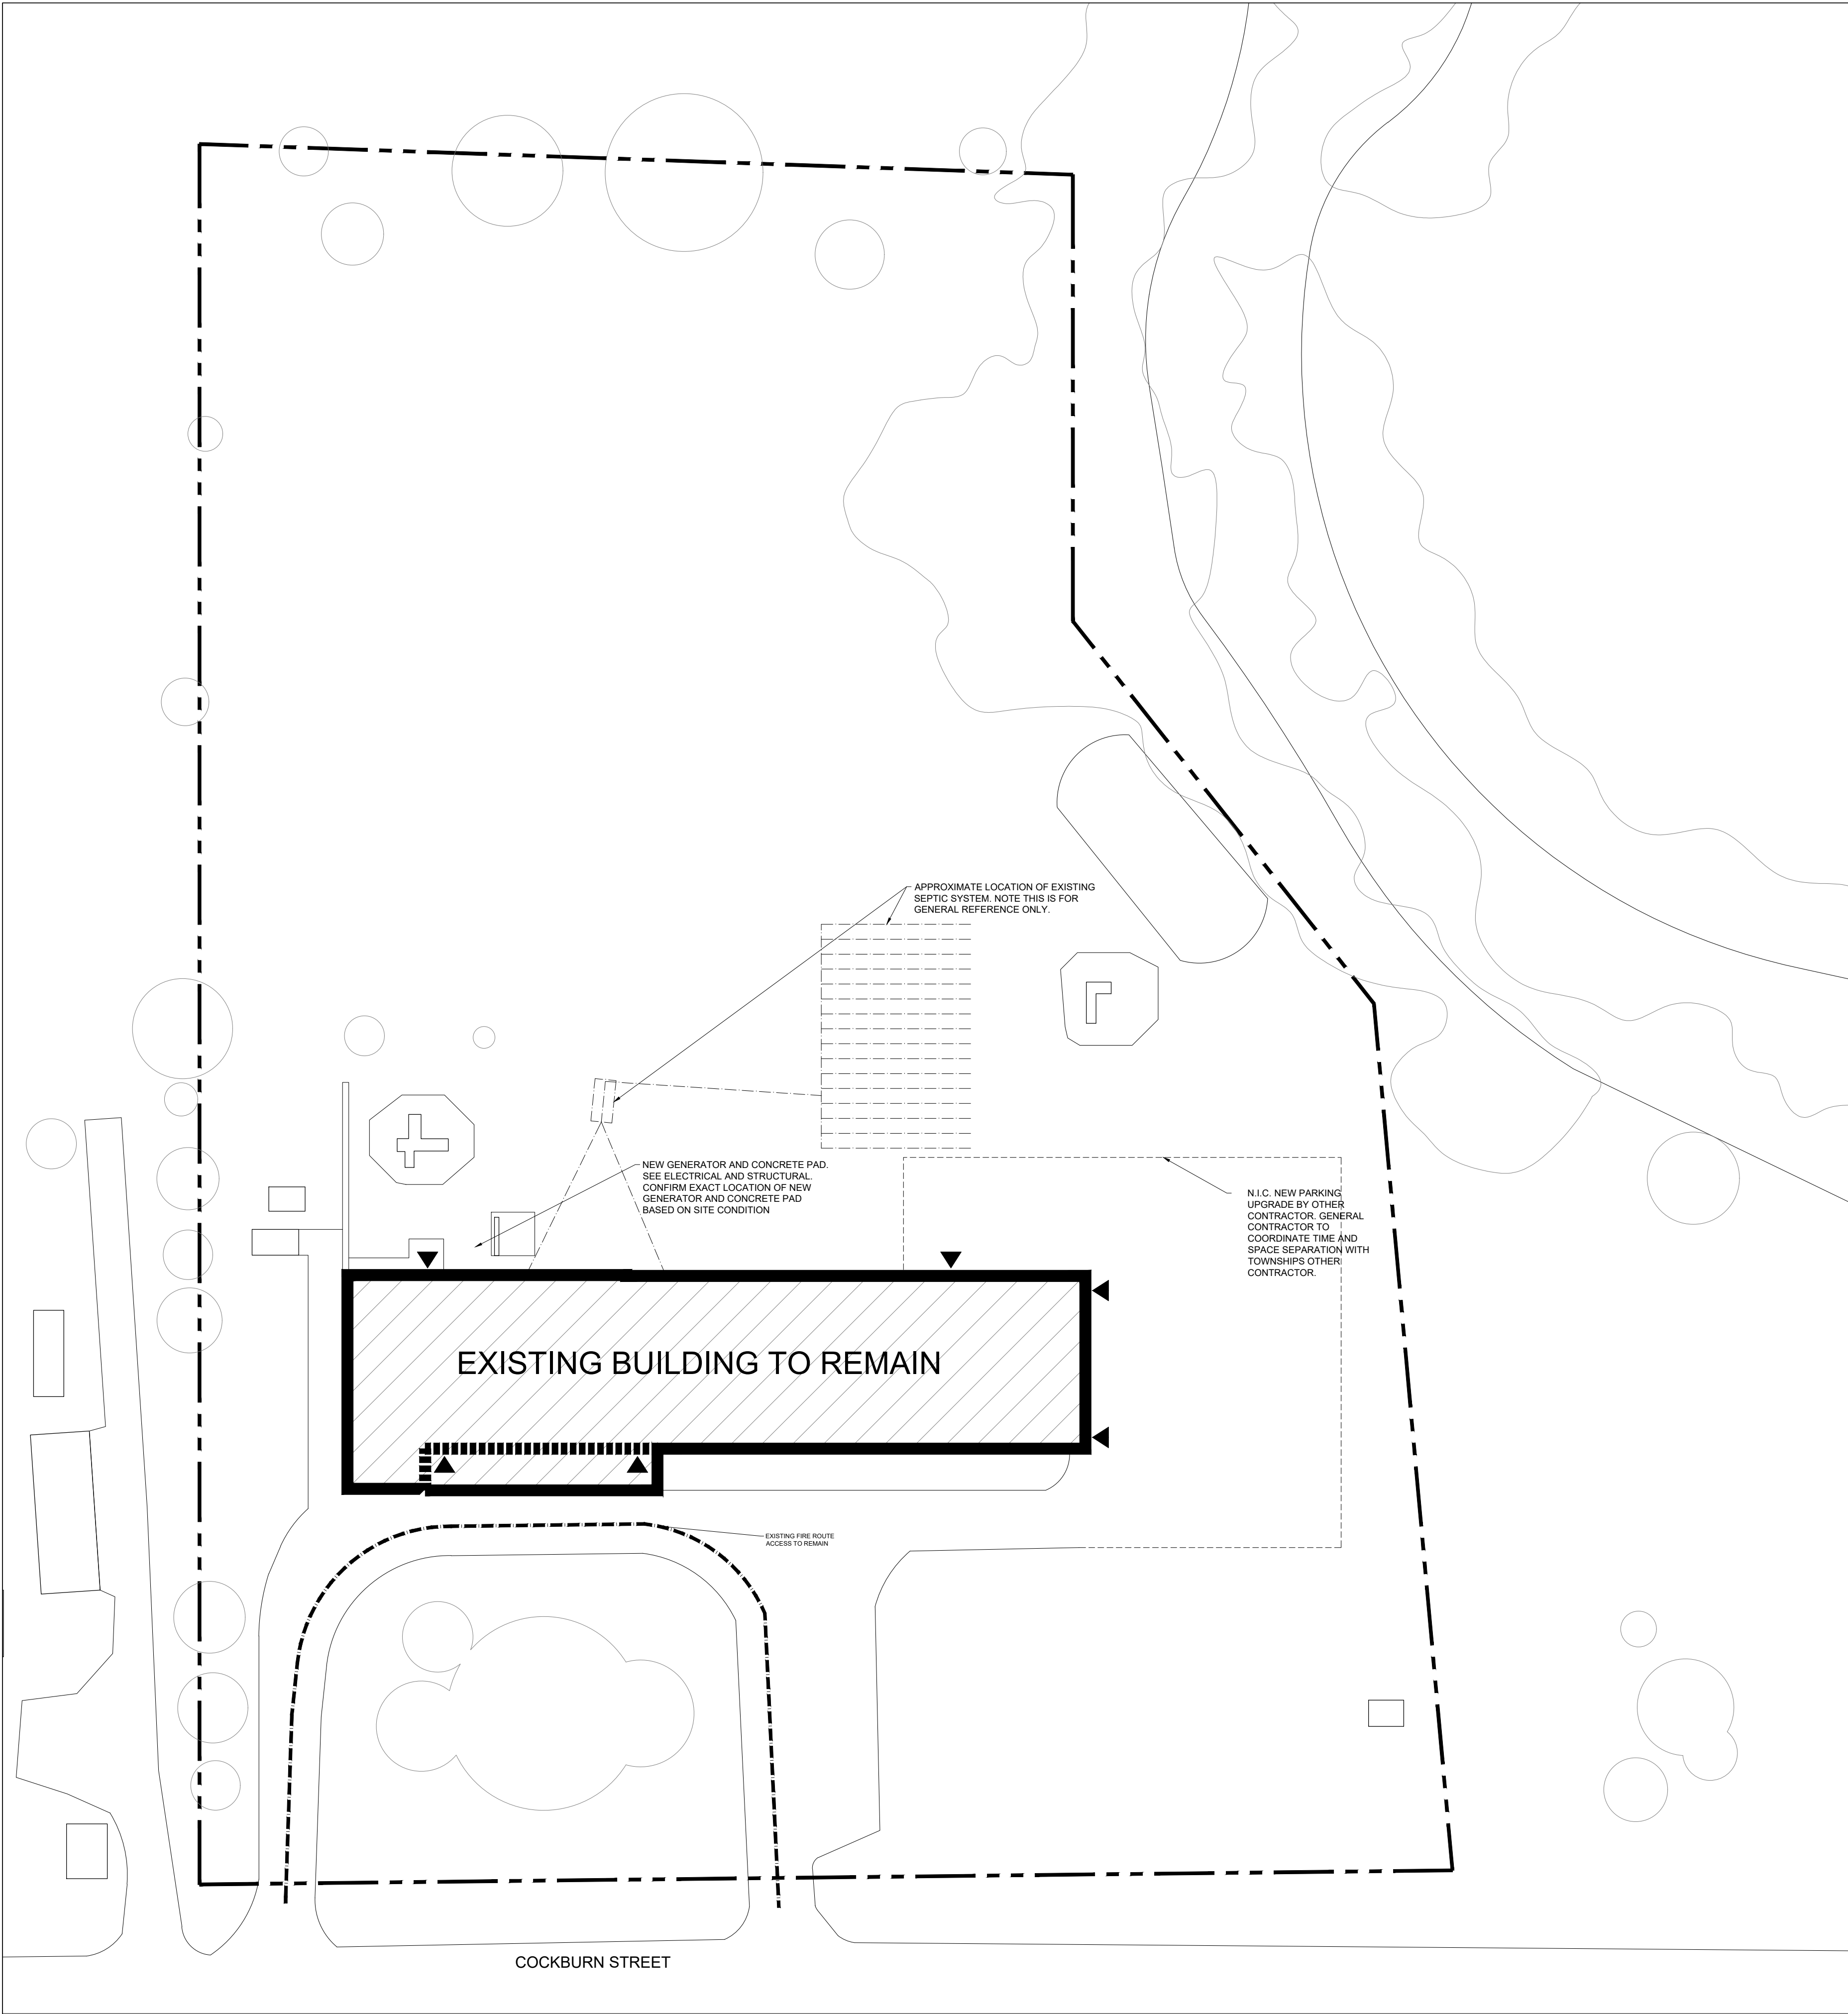 APPROXIMATE LOCATION OF EXISTING
SEPTIC SYSTEM. NOTE THIS IS FOR
GENERAL REFERENCE ONLY.
NEW GENERATOR AND CONCRETE PAD.
SEE ELECTRICAL AND STRUCTURAL.
CONFIRM EXACT LOCATION OF NEW
GENERATOR AND CONCRETE PAD
BASED ON SITE CONDITION
N.I.C. NEW PARKING
UPGRADE BY OTHER
CONTRACTOR. GENERAL
CONTRACTOR TO
COORDINATE TIME AND
SPACE SEPARATION WITH
TOWNSHIPS OTHER
CONTRACTOR.
EXISTING BUILDING TO REMAIN
EXISTING FIRE ROUTE
ACCESS TO REMAIN
COCKBURN STREET